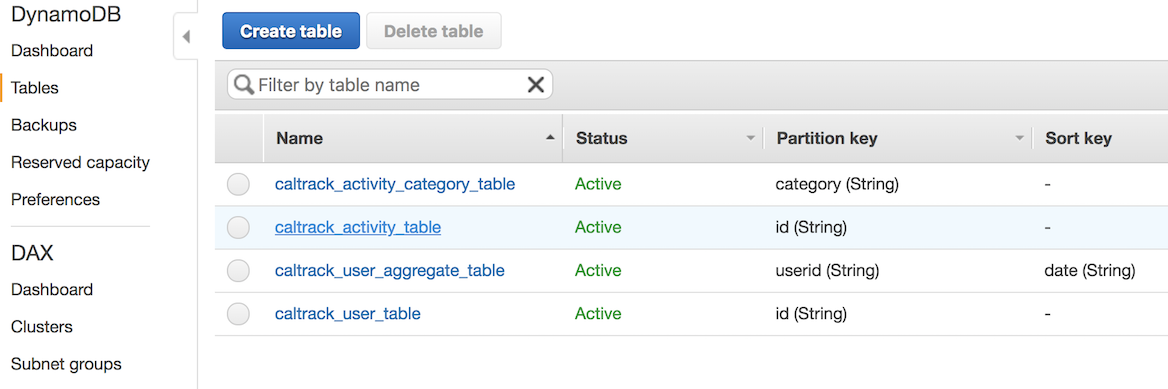 DynamoDB
Dashboard
Tables
Backups
Reserved capacity
Preferences
DAX
Dashboard
Clusters
Subnet groups
Create table Delete table
Filter by table name
Name Status Partition key Sort key
caltrack_activity_category_table Active category (String) -
caltrack_activity_table Active id (String) -
caltrack_user_aggregate_table Active userid (String) date (String)
caltrack_user_table Active id (String) -